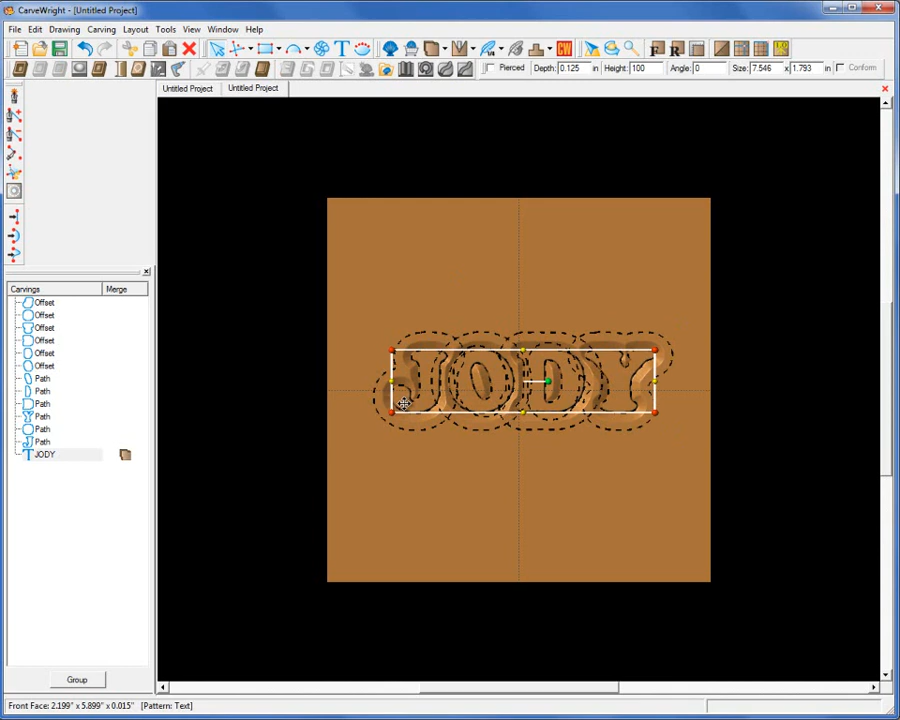 CarveWright - [Untitled Project]
File Edit Drawing Carving Layout Tools View Window Help
Pierced Depth: 0.125 in Height: 100 Angle: 0 Size: 7.546 x 1.793 in Conform
Untitled Project Untitled Project
Carvings Merge
Offset
Offset
Offset
Offset
Offset
Offset
Path
Path
Path
Path
Path
Path
JODY
JODY
Group
Front Face: 2.199" x 5.899" x 0.015" [Pattern: Text]